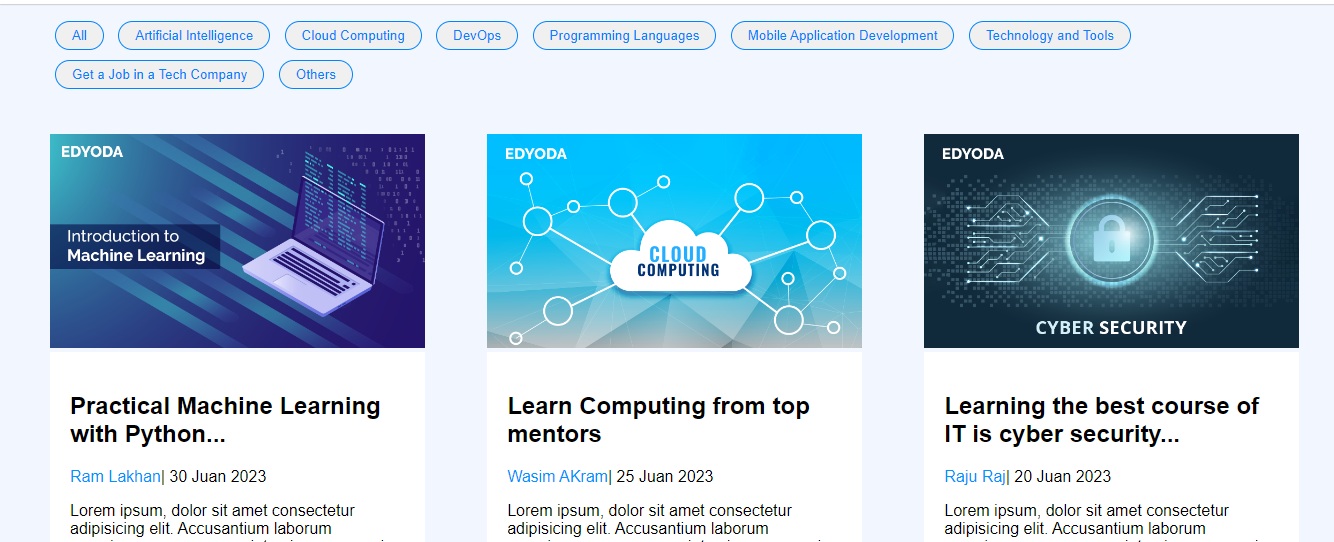 All Artificial Intelligence Cloud Computing DevOps Programming Languages Mobile Application Development Technology and Tools
Get a Job in a Tech Company Others
EDYODA
Introduction to
Machine Learning
EDYODA
CLOUD
COMPUTING
EDYODA
CYBER SECURITY
Practical Machine Learning
with Python...
Ram Lakhan| 30 Juan 2023
Lorem ipsum, dolor sit amet consectetur
adipisicing elit. Accusantium laborum
Learn Computing from top
mentors
Wasim AKram| 25 Juan 2023
Lorem ipsum, dolor sit amet consectetur
adipisicing elit. Accusantium laborum
Learning the best course of
IT is cyber security...
Raju Raj| 20 Juan 2023
Lorem ipsum, dolor sit amet consectetur
adipisicing elit. Accusantium laborum